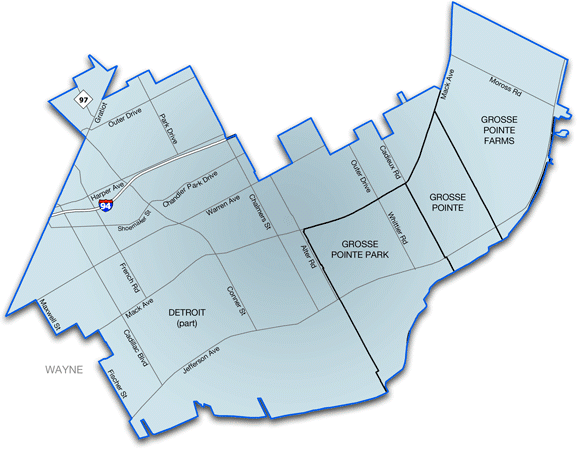 Mack Ave
Moross Rd
97
Gratiot
Outer Drive
Park Drive
GROSSE
POINTE
FARMS
Harper Ave
94
Shoemaker St
Chandler Park Drive
Warren Ave
Chalmers St
Outer Drive
Cadieux Rd
GROSSE
POINTE
Whittier Rd
GROSSE
POINTE PARK
Alter Rd
French Rd
Conner St
Maxwell St
Mack Ave
DETROIT
(part)
Cadillac Blvd
Jefferson Ave
Fischer St
WAYNE